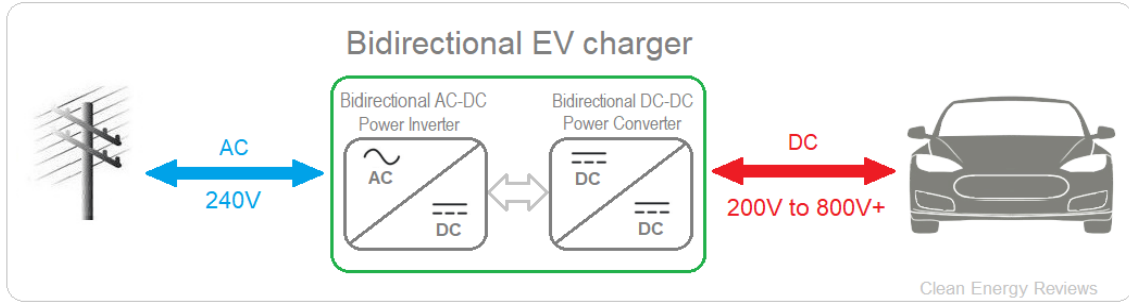 Bidirectional EV charger
Bidirectional AC-DC
Power Inverter
Bidirectional DC-DC
Power Converter
AC
240V
AC
DC
DC
DC
DC
200V to 800V+
Clean Energy Reviews